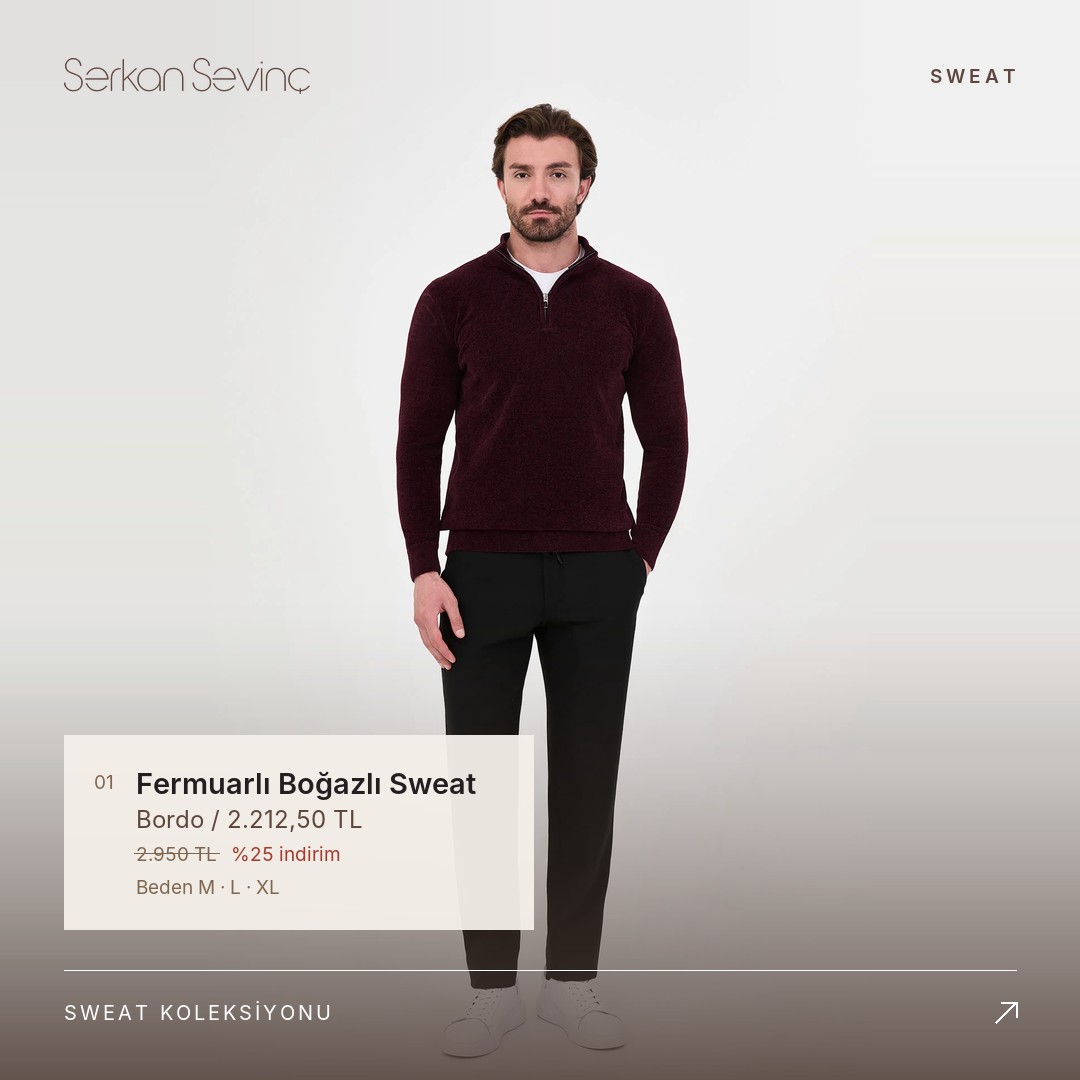 Serkan Sevinç
SWEAT
01
Fermuarlı Boğazlı Sweat
Bordo / 2.212,50 TL
2.950 TL %25 indirim
Beden M · L · XL
SWEAT KOLEKSİYONU